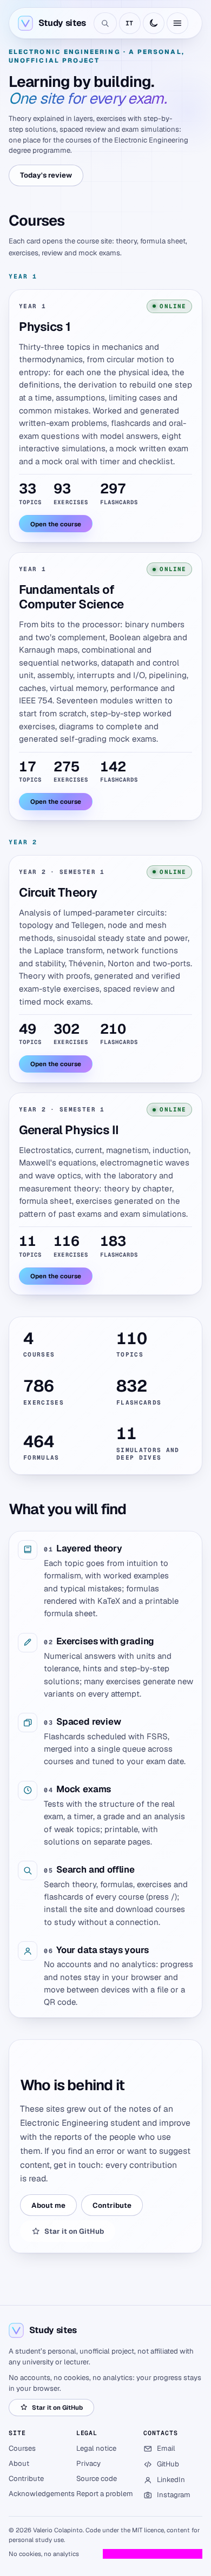 Study sites
IT
ELECTRONIC ENGINEERING · A PERSONAL,
UNOFFICIAL PROJECT
Learning by building.
One site for every exam.
Theory explained in layers, exercises with step-by-
step solutions, spaced review and exam simulations:
one place for the courses of the Electronic Engineering
degree programme.
Today's review
Courses
Each card opens the course site: theory, formula sheet,
exercises, review and mock exams.
YEAR 1
YEAR 1
ONLINE
Physics 1
Thirty-three topics in mechanics and
thermodynamics, from circular motion to
entropy: for each one the physical idea, the
definitions, the derivation to rebuild one step
at a time, assumptions, limiting cases and
common mistakes. Worked and generated
written-exam problems, flashcards and oral-
exam questions with model answers, eight
interactive simulations, a mock written exam
and a mock oral with timer and checklist.
33 93 297
TOPICS EXERCISES FLASHCARDS
Open the course
YEAR 1
ONLINE
Fundamentals of
Computer Science
From bits to the processor: binary numbers
and two's complement, Boolean algebra and
Karnaugh maps, combinational and
sequential networks, datapath and control
unit, assembly, interrupts and I/O, pipelining,
caches, virtual memory, performance and
IEEE 754. Seventeen modules written to
start from scratch, step-by-step worked
exercises, diagrams to complete and
generated self-grading mock exams.
17 275 142
TOPICS EXERCISES FLASHCARDS
Open the course
YEAR 2
YEAR 2 · SEMESTER 1
ONLINE
Circuit Theory
Analysis of lumped-parameter circuits:
topology and Tellegen, node and mesh
methods, sinusoidal steady state and power,
the Laplace transform, network functions
and stability, Thévenin, Norton and two-ports.
Theory with proofs, generated and verified
exam-style exercises, spaced review and
timed mock exams.
49 302 210
TOPICS EXERCISES FLASHCARDS
Open the course
YEAR 2 · SEMESTER 1
ONLINE
General Physics II
Electrostatics, current, magnetism, induction,
Maxwell's equations, electromagnetic waves
and wave optics, with the laboratory and
measurement theory: theory by chapter,
formula sheet, exercises generated on the
pattern of past exams and exam simulations.
11 116 183
TOPICS EXERCISES FLASHCARDS
Open the course
4 110
COURSES TOPICS
786 832
EXERCISES FLASHCARDS
464 11
FORMULAS SIMULATORS AND
DEEP DIVES
What you will find
01 Layered theory
Each topic goes from intuition to
formalism, with worked examples
and typical mistakes; formulas
rendered with KaTeX and a printable
formula sheet.
02 Exercises with grading
Numerical answers with units and
tolerance, hints and step-by-step
solutions; many exercises generate new
variants on every attempt.
03 Spaced review
Flashcards scheduled with FSRS,
merged into a single queue across
courses and tuned to your exam date.
04 Mock exams
Tests with the structure of the real
exam, a timer, a grade and an analysis
of weak topics; printable, with
solutions on separate pages.
05 Search and offline
Search theory, formulas, exercises and
flashcards of every course (press /);
install the site and download courses
to study without a connection.
06 Your data stays yours
No accounts and no analytics: progress
and notes stay in your browser and
move between devices with a file or a
QR code.
Who is behind it
These sites grew out of the notes of an
Electronic Engineering student and improve
with the reports of the people who use
them. If you find an error or want to suggest
content, get in touch: every contribution
is read.
About me
Contribute
Star it on GitHub
Study sites
A student's personal, unofficial project, not affiliated with
any university or lecturer.
No accounts, no cookies, no analytics: your progress stays
in your browser.
Star it on GitHub
SITE LEGAL CONTACTS
Courses Legal notice Email
About Privacy GitHub
Contribute Source code LinkedIn
Acknowledgements Report a problem Instagram
© 2026 Valerio Colapinto. Code under the MIT licence, content for
personal study use.
No cookies, no analytics